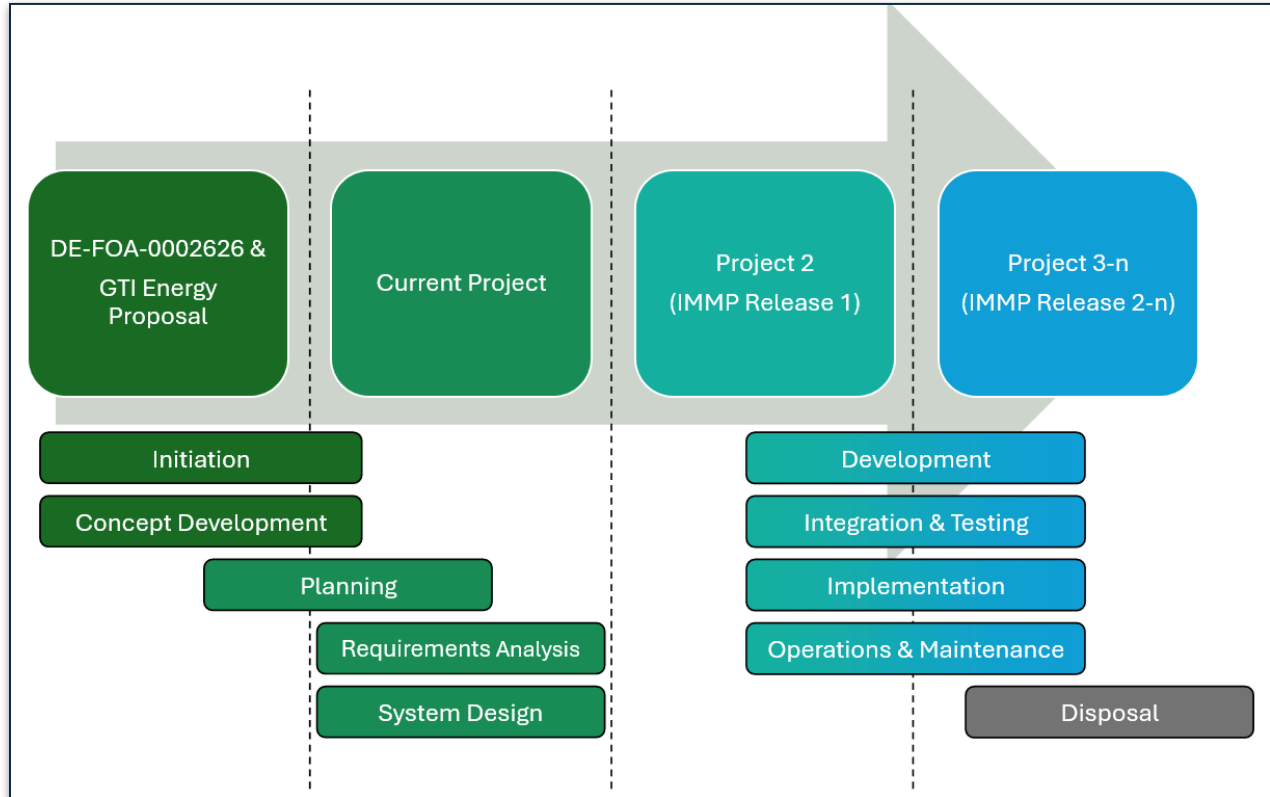 DE-FOA-0002626 &
GTI Energy
Proposal
Current Project
Project 2
(IMMP Release 1)
Project 3-n
(IMMP Release 2-n)
Initiation
Development
Concept Development
Integration & Testing
Planning
Implementation
Requirements Analysis
Operations & Maintenance
System Design
Disposal